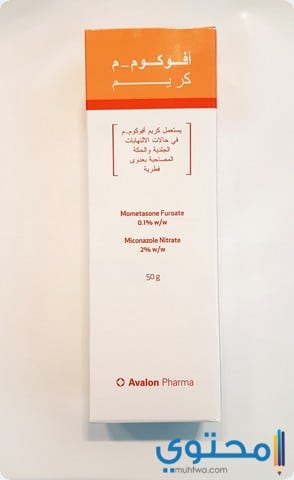 أفوكوم-م
كريم
يستعمل كريم أفوكوم-م
في حالات الالتهابات
الجلدية والحكة
المصاحبة بعدوى
فطرية
Mometasone Furoate
0.1% w/w
Miconazole Nitrate
2% w/w
50 g
Avalon Pharma
محتوي
muhtwa.com